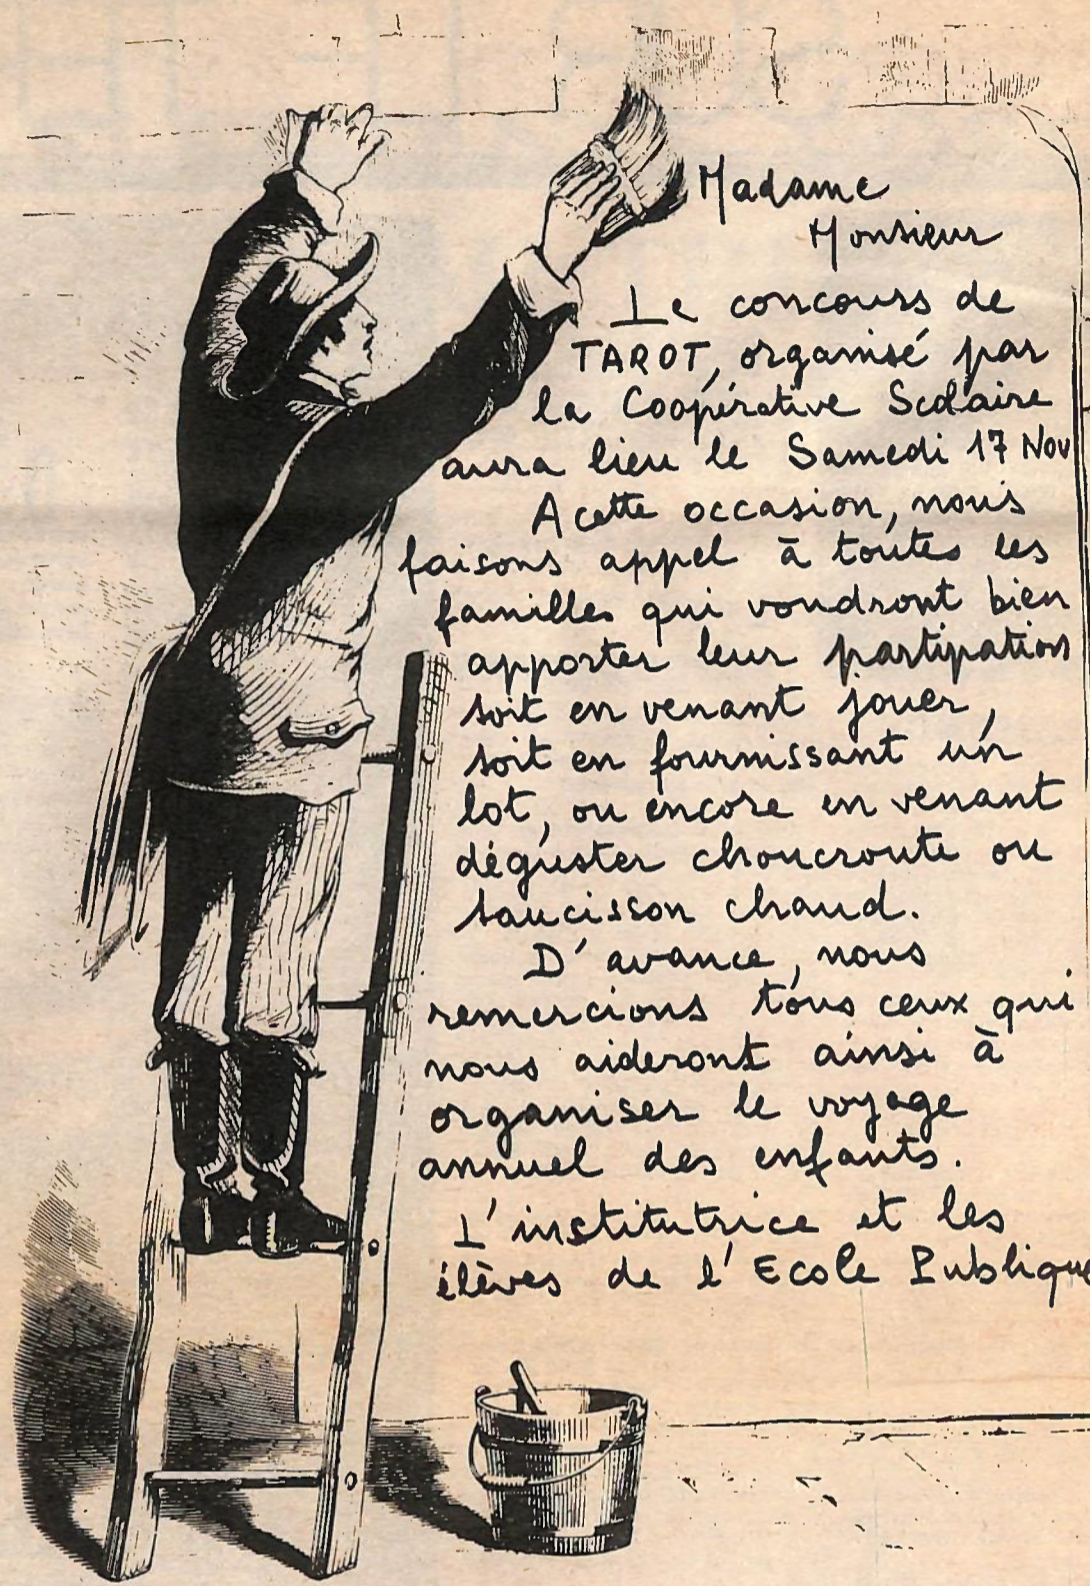 Madame
Monsieur
Le concours de
TAROT, organisé par
la Coopérative Scolaire
aura lieu le Samedi 17 Nov
A cette occasion, nous
faisons appel à toutes les
familles qui voudront bien
apporter leur partipation
soit en venant jouer,
soit en fournissant un
lot, ou encore en venant
déguster choucroute ou
saucisson chaud.
D'avance, nous
remercions tous ceux qui
nous aideront ainsi à
organiser le voyage
annuel des enfants.
L'institutrice et les
élèves de l'Ecole Publique